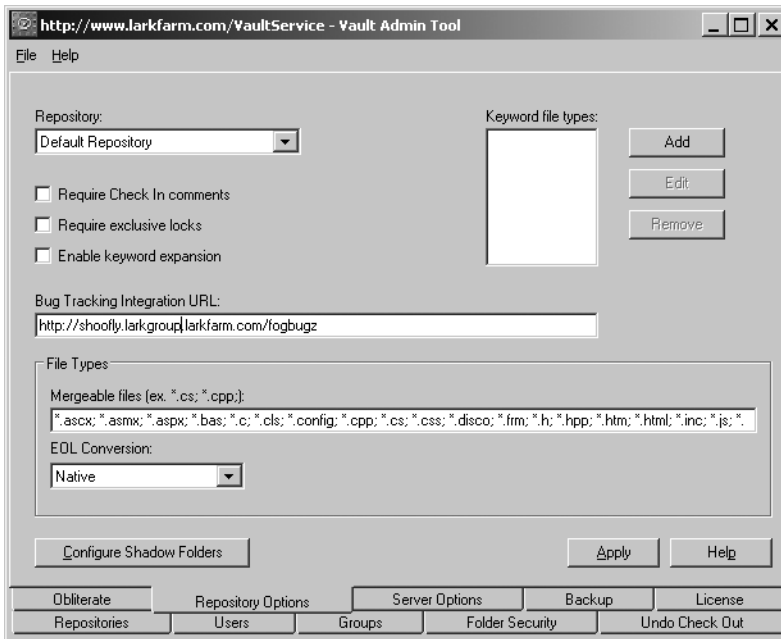 http://www.larkfarm.com/VaultService - Vault Admin Tool
File Help
Repository:
Default Repository
Keyword file types:
Add
Edit
Remove
Require Check In comments
Require exclusive locks
Enable keyword expansion
Bug Tracking Integration URL:
http://shoofly.larkgroup.larkfarm.com/fogbugz
File Types
Mergeable files (ex. *.cs; *.cpp;):
*.ascx; *.asmx; *.aspx; *.bas; *.c; *.cls; *.config; *.cpp; *.cs; *.css; *.disco; *.frm; *.h; *.hpp; *.htm; *.html; *.inc; *.js; *.
EOL Conversion:
Native
Configure Shadow Folders
Apply
Help
Obliterate Repository Options Server Options Backup License
Repositories Users Groups Folder Security Undo Check Out